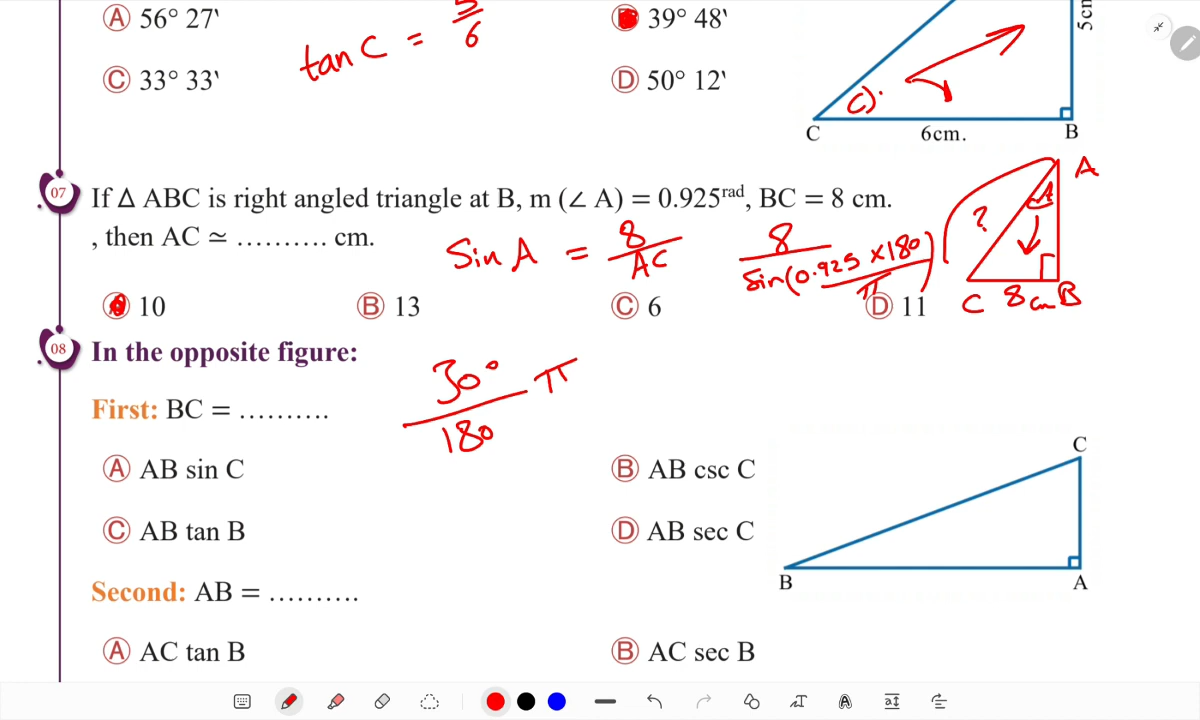 Ⓐ 56° 27'
39° 48'
5cm
tan C = 5/6
Ⓒ 33° 33'
Ⓓ 50° 12'
C)
C 6cm. B
07 If Δ ABC is right angled triangle at B, m (∠ A) = 0.925ʳᵃᵈ, BC = 8 cm.
, then AC ≃ .......... cm.
Sin A = 8/AC
8/sin(0.925 × 180/π)
A
A
?
C 8cm B
10
Ⓑ 13
Ⓒ 6
Ⓓ 11
08 In the opposite figure:
30°/180 π
First: BC = ..........
Ⓐ AB sin C
Ⓑ AB csc C
Ⓒ AB tan B
Ⓓ AB sec C
C
B A
Second: AB = ..........
Ⓐ AC tan B
Ⓑ AC sec B